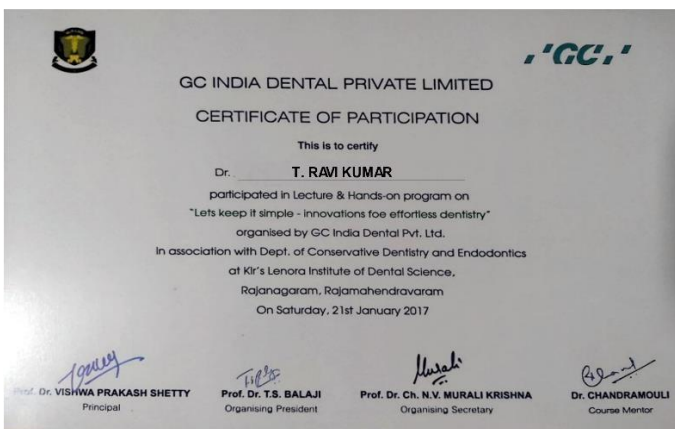 'GC'
GC INDIA DENTAL PRIVATE LIMITED
CERTIFICATE OF PARTICIPATION
This is to certify
Dr. T. RAVI KUMAR
participated in Lecture & Hands-on program on
"Lets keep it simple - innovations foe effortless dentistry"
organised by GC India Dental Pvt. Ltd.
In association with Dept. of Conservative Dentistry and Endodontics
at Kir's Lenora Institute of Dental Science,
Rajanagaram, Rajamahendravaram
On Saturday, 21st January 2017
Prof. Dr. VISHWA PRAKASH SHETTY Prof. Dr. T.S. BALAJI Prof. Dr. Ch. N.V. MURALI KRISHNA Dr. CHANDRAMOULI
Principal Organising President Organising Secretary Course Mentor